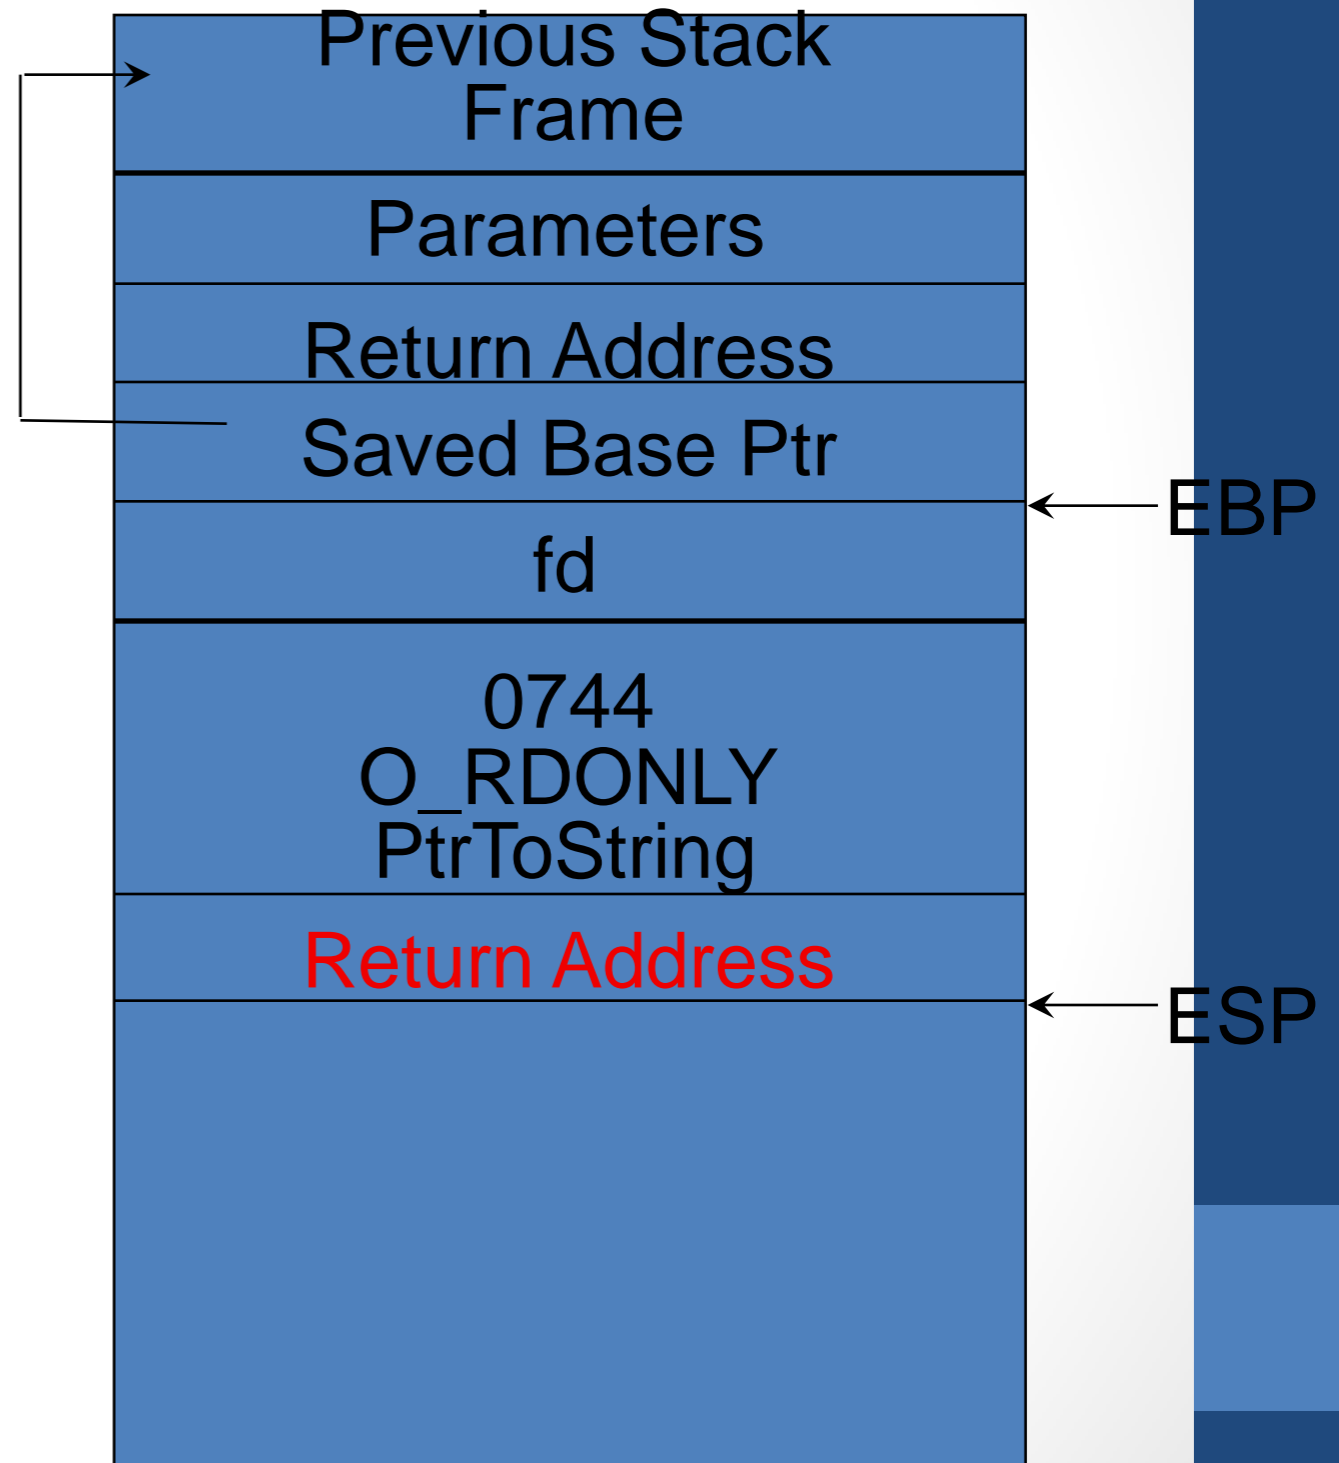 Previous Stack
Frame
Parameters
Return Address
Saved Base Ptr
EBP
fd
0744
O_RDONLY
PtrToString
Return Address
ESP